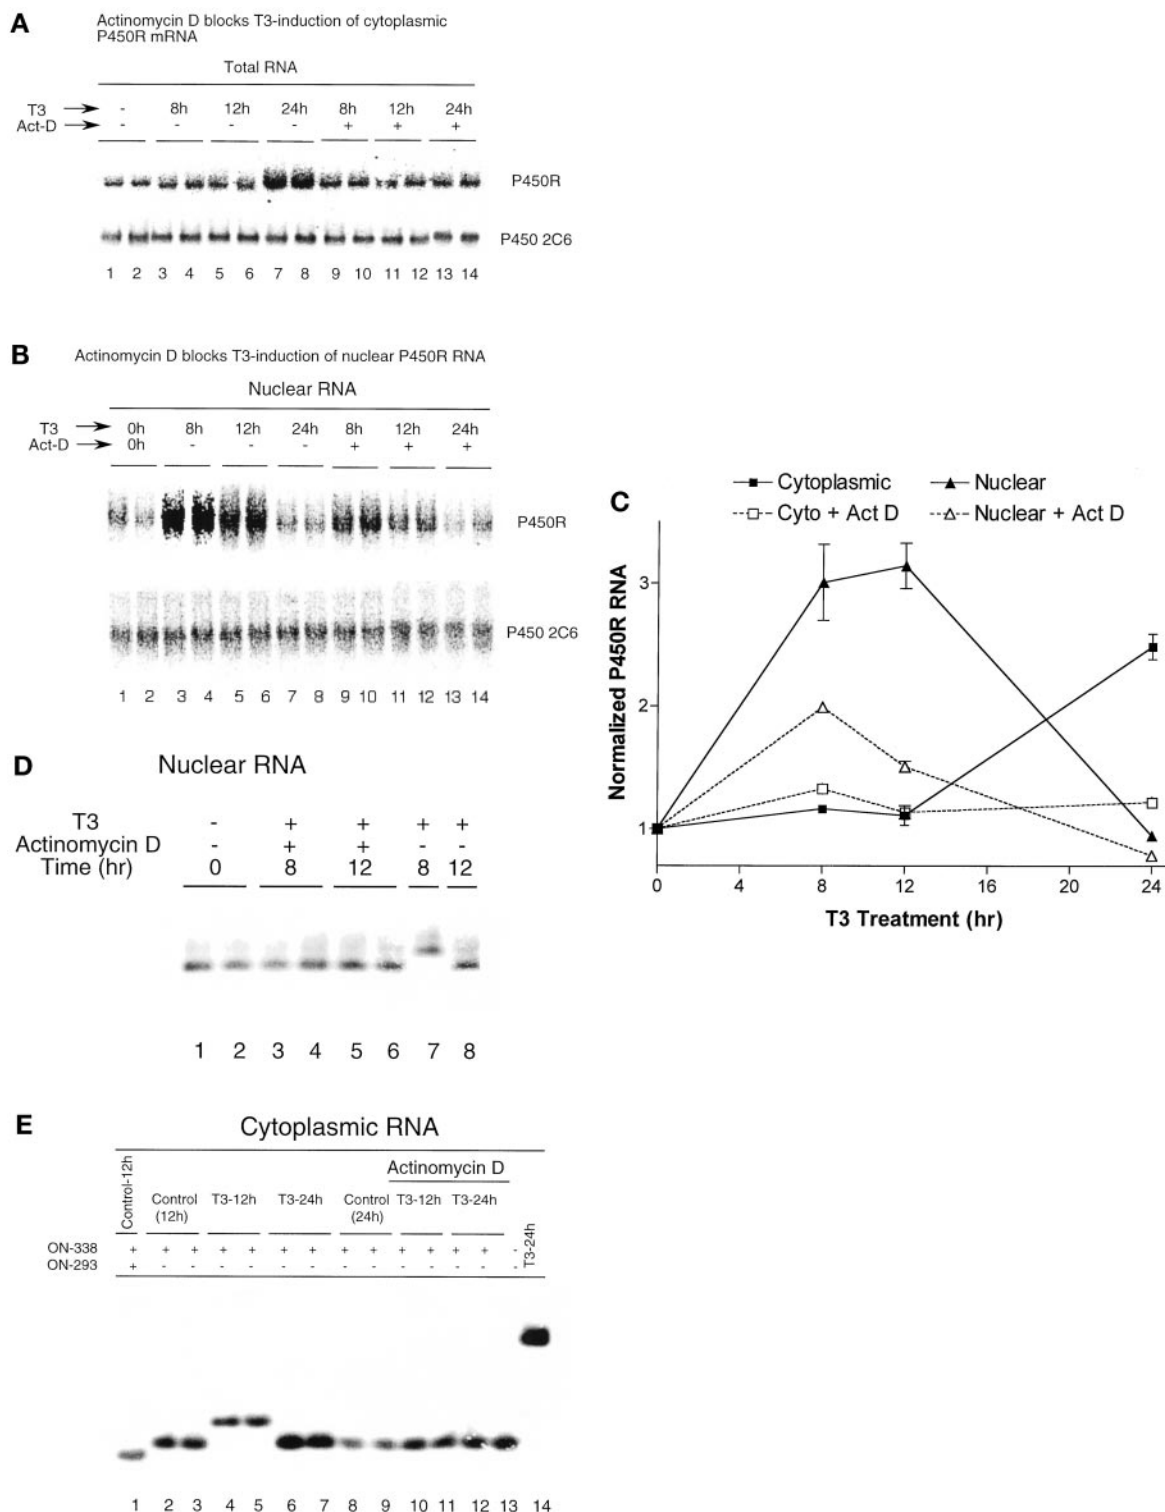 A
Actinomycin D blocks T3-induction of cytoplasmic
P450R mRNA
Total RNA
T3 - 8h 12h 24h 8h 12h 24h
Act-D - - - - + + +
P450R
P450 2C6
1 2 3 4 5 6 7 8 9 10 11 12 13 14
B
Actinomycin D blocks T3-induction of nuclear P450R RNA
Nuclear RNA
T3 0h 8h 12h 24h 8h 12h 24h
Act-D 0h - - - + + +
P450R
P450 2C6
1 2 3 4 5 6 7 8 9 10 11 12 13 14
C
Cytoplasmic Nuclear
Cyto + Act D Nuclear + Act D
Normalized P450R RNA
3
2
1
0 4 8 12 16 20 24
T3 Treatment (hr)
D
Nuclear RNA
T3 - + + + +
Actinomycin D - + + - -
Time (hr) 0 8 12 8 12
1 2 3 4 5 6 7 8
E
Cytoplasmic RNA
Actinomycin D
Control-12h Control T3-12h T3-24h Control T3-12h T3-24h T3-24h
(12h) (24h)
ON-338 + + + + + + + + + + + + + -
ON-293 + - - - - - - - - - - - - -
1 2 3 4 5 6 7 8 9 10 11 12 13 14